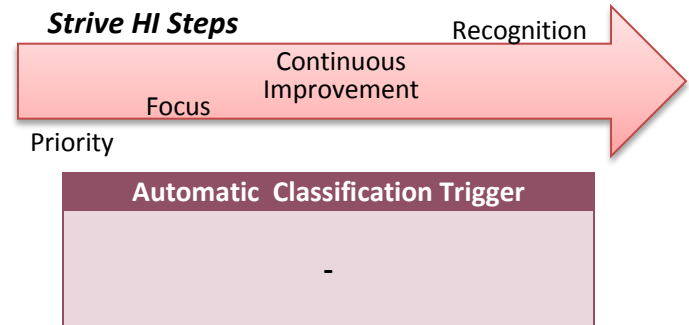 Strive HI Steps
Recognition
Continuous
Improvement
Focus
Priority
Automatic Classification Trigger
-